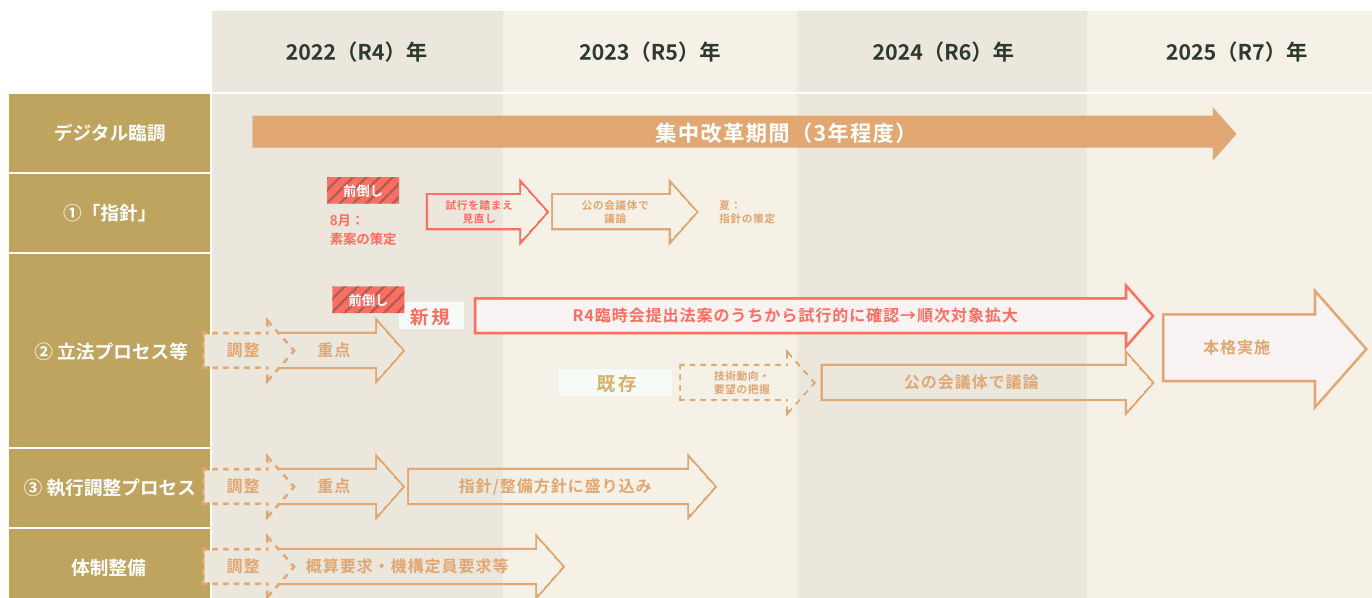 2022（R4）年
2023（R5）年
2024（R6）年
2025（R7）年
デジタル臨調
集中改革期間（3年程度）
①「指針」
前倒し
8月：
素案の策定
試行を踏まえ
見直し
公の会議体で
議論
夏：
指針の策定
② 立法プロセス等
調整
重点
前倒し
新規
R4臨時会提出法案のうちから試行的に確認→順次対象拡大
既存
技術動向・
要望の把握
公の会議体で議論
本格実施
③ 執行調整プロセス
調整
重点
指針/整備方針に盛り込み
体制整備
調整
概算要求・機構定員要求等